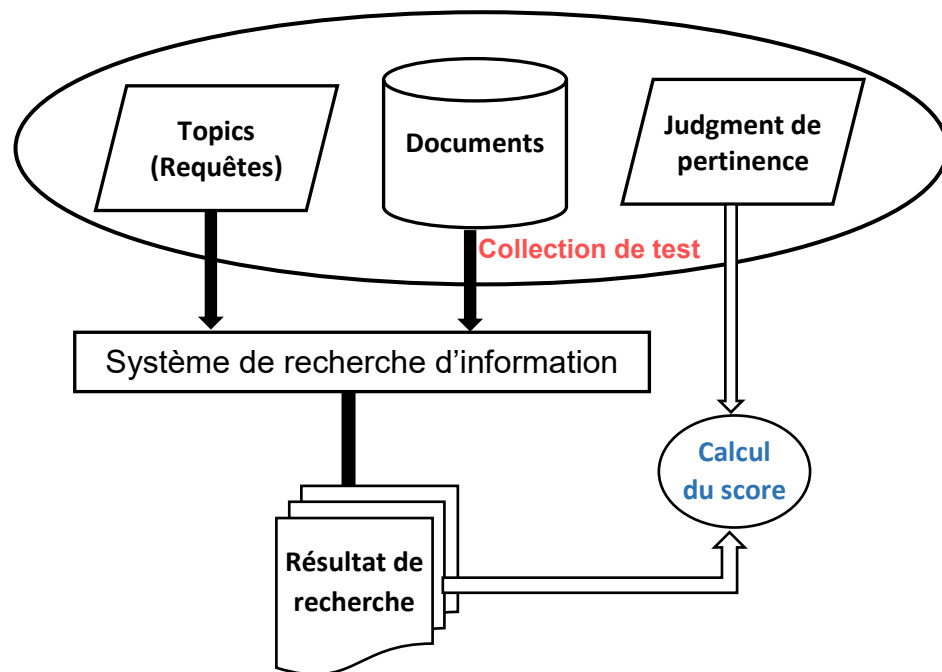 Topics
(Requêtes)
Documents
Judgment de
pertinence
Collection de test
Système de recherche d’information
Calcul
du score
Résultat de
recherche